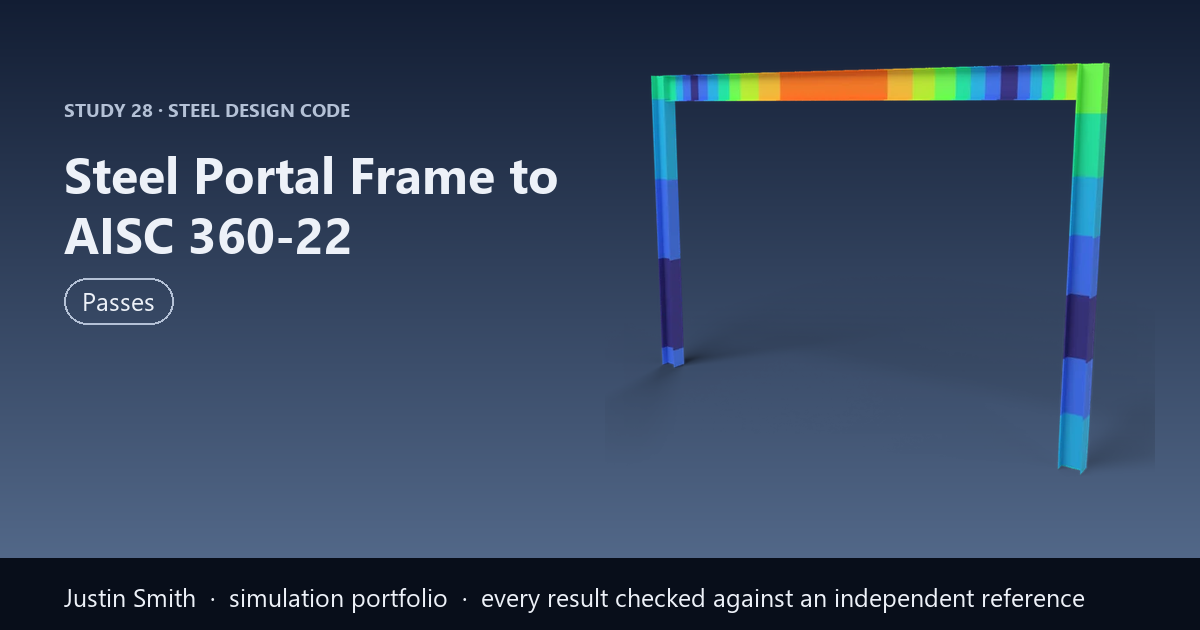 STUDY 28 · STEEL DESIGN CODE
Steel Portal Frame to
AISC 360-22
Passes
Justin Smith · simulation portfolio · every result checked against an independent reference